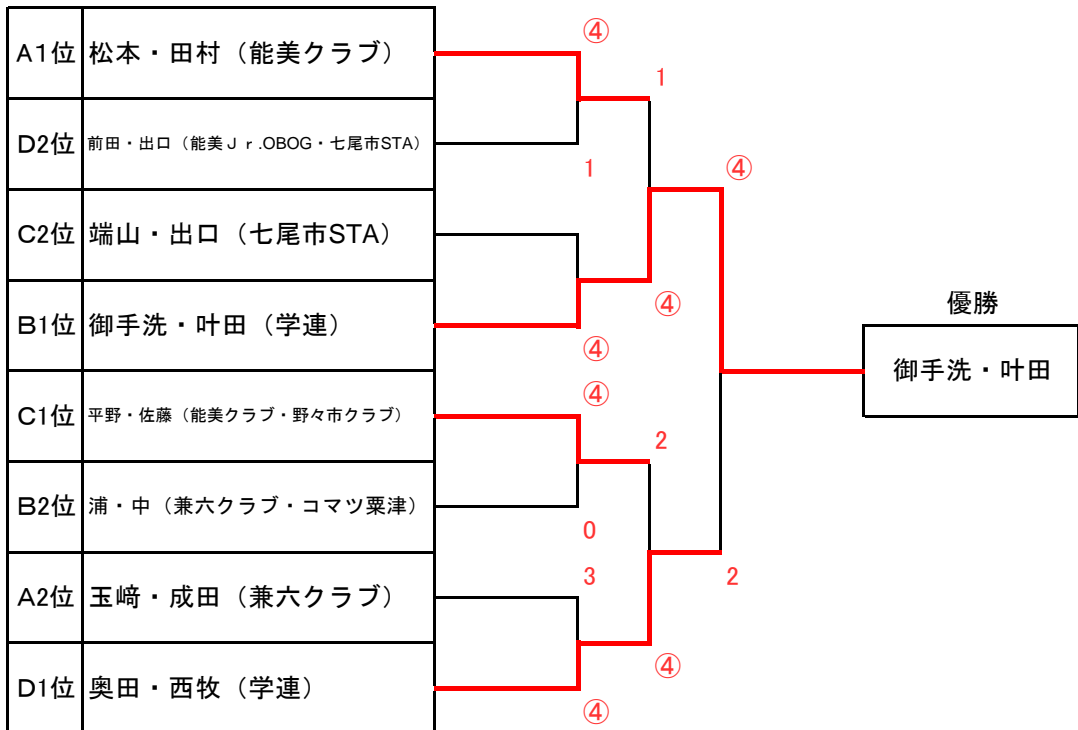 ④
A1位 松本・田村（能美クラブ）
1
D2位 前田・出口（能美Ｊｒ.OBOG・七尾市STA）
1
④
C2位 端山・出口（七尾市STA）
優勝
④
B1位 御手洗・叶田（学連）
④
御手洗・叶田
④
C1位 平野・佐藤（能美クラブ・野々市クラブ）
2
B2位 浦・中（兼六クラブ・コマツ粟津）
0
3
2
A2位 玉﨑・成田（兼六クラブ）
④
D1位 奥田・西牧（学連）
④